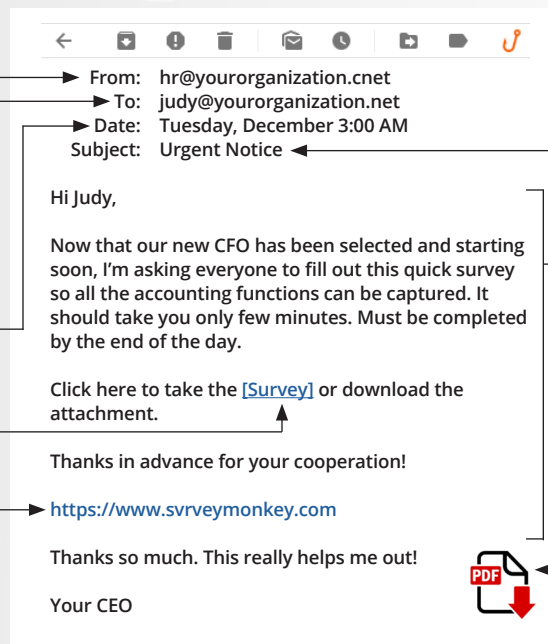 From: hr@yourorganization.cnet
To: judy@yourorganization.net
Date: Tuesday, December 3:00 AM
Subject: Urgent Notice
Hi Judy,
Now that our new CFO has been selected and starting
soon, I'm asking everyone to fill out this quick survey
so all the accounting functions can be captured. It
should take you only few minutes. Must be completed
by the end of the day.
Click here to take the [Survey] or download the
attachment.
Thanks in advance for your cooperation!
https://www.svrveymonkey.com
Thanks so much. This really helps me out!
PDF
Your CEO